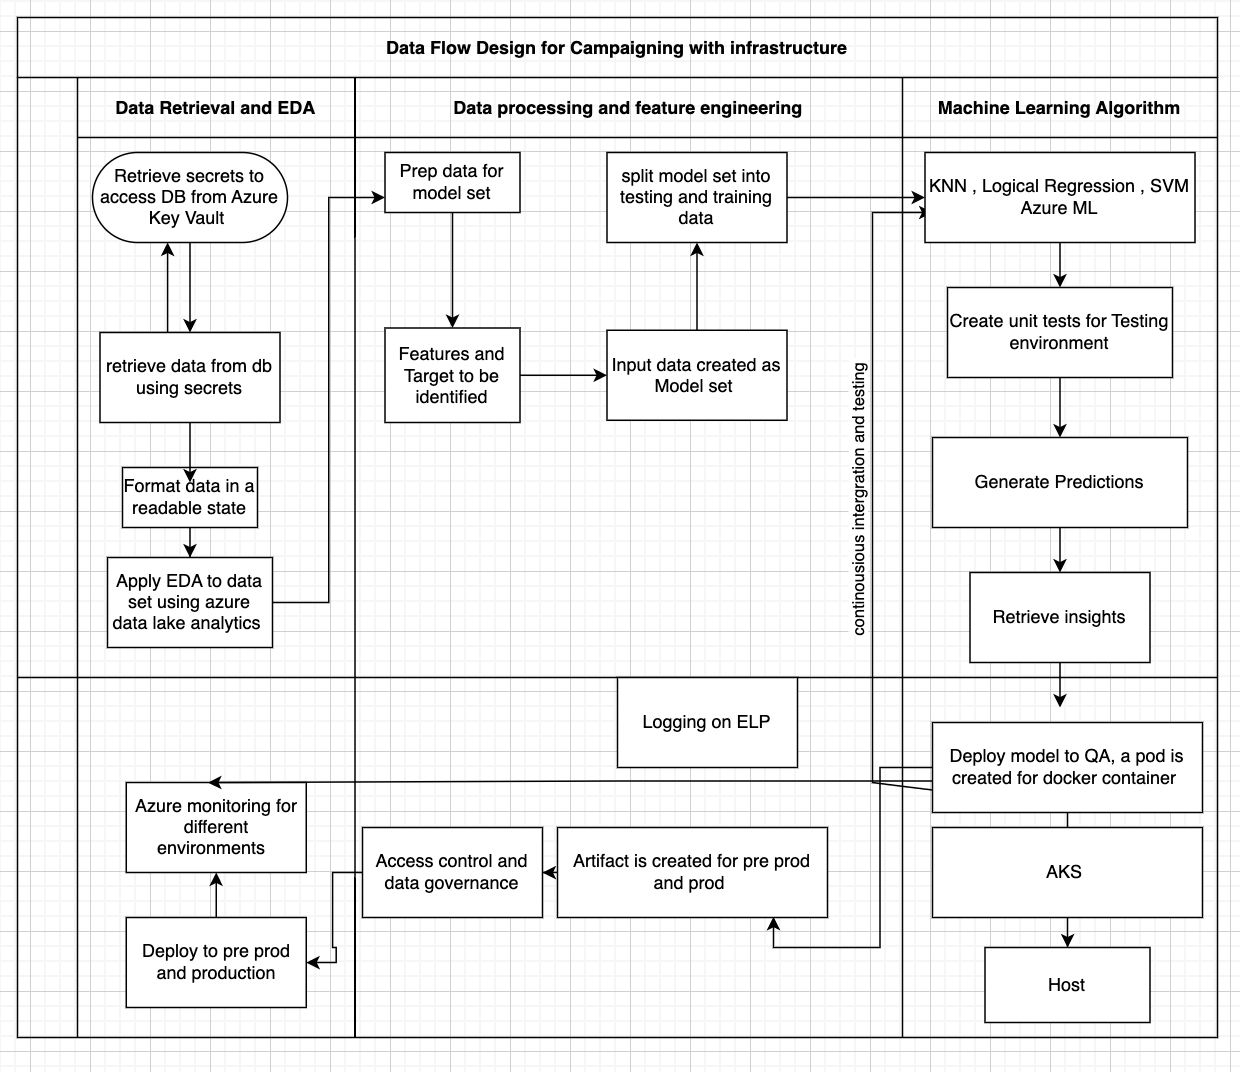 Data Flow Design for Campaigning with infrastructure
Data Retrieval and EDA
Data processing and feature engineering
Machine Learning Algorithm
Retrieve secrets to
access DB from Azure
Key Vault
retrieve data from db
using secrets
Format data in a
readable state
Apply EDA to data
set using azure
data lake analytics
Prep data for
model set
Features and
Target to be
identified
Input data created as
Model set
split model set into
testing and training
data
KNN , Logical Regression , SVM
Azure ML
Create unit tests for Testing
environment
Generate Predictions
Retrieve insights
continousious intergration and testing
Logging on ELP
Deploy model to QA, a pod is
created for docker container
AKS
Host
Artifact is created for pre prod
and prod
Access control and
data governance
Azure monitoring for
different
environments
Deploy to pre prod
and production